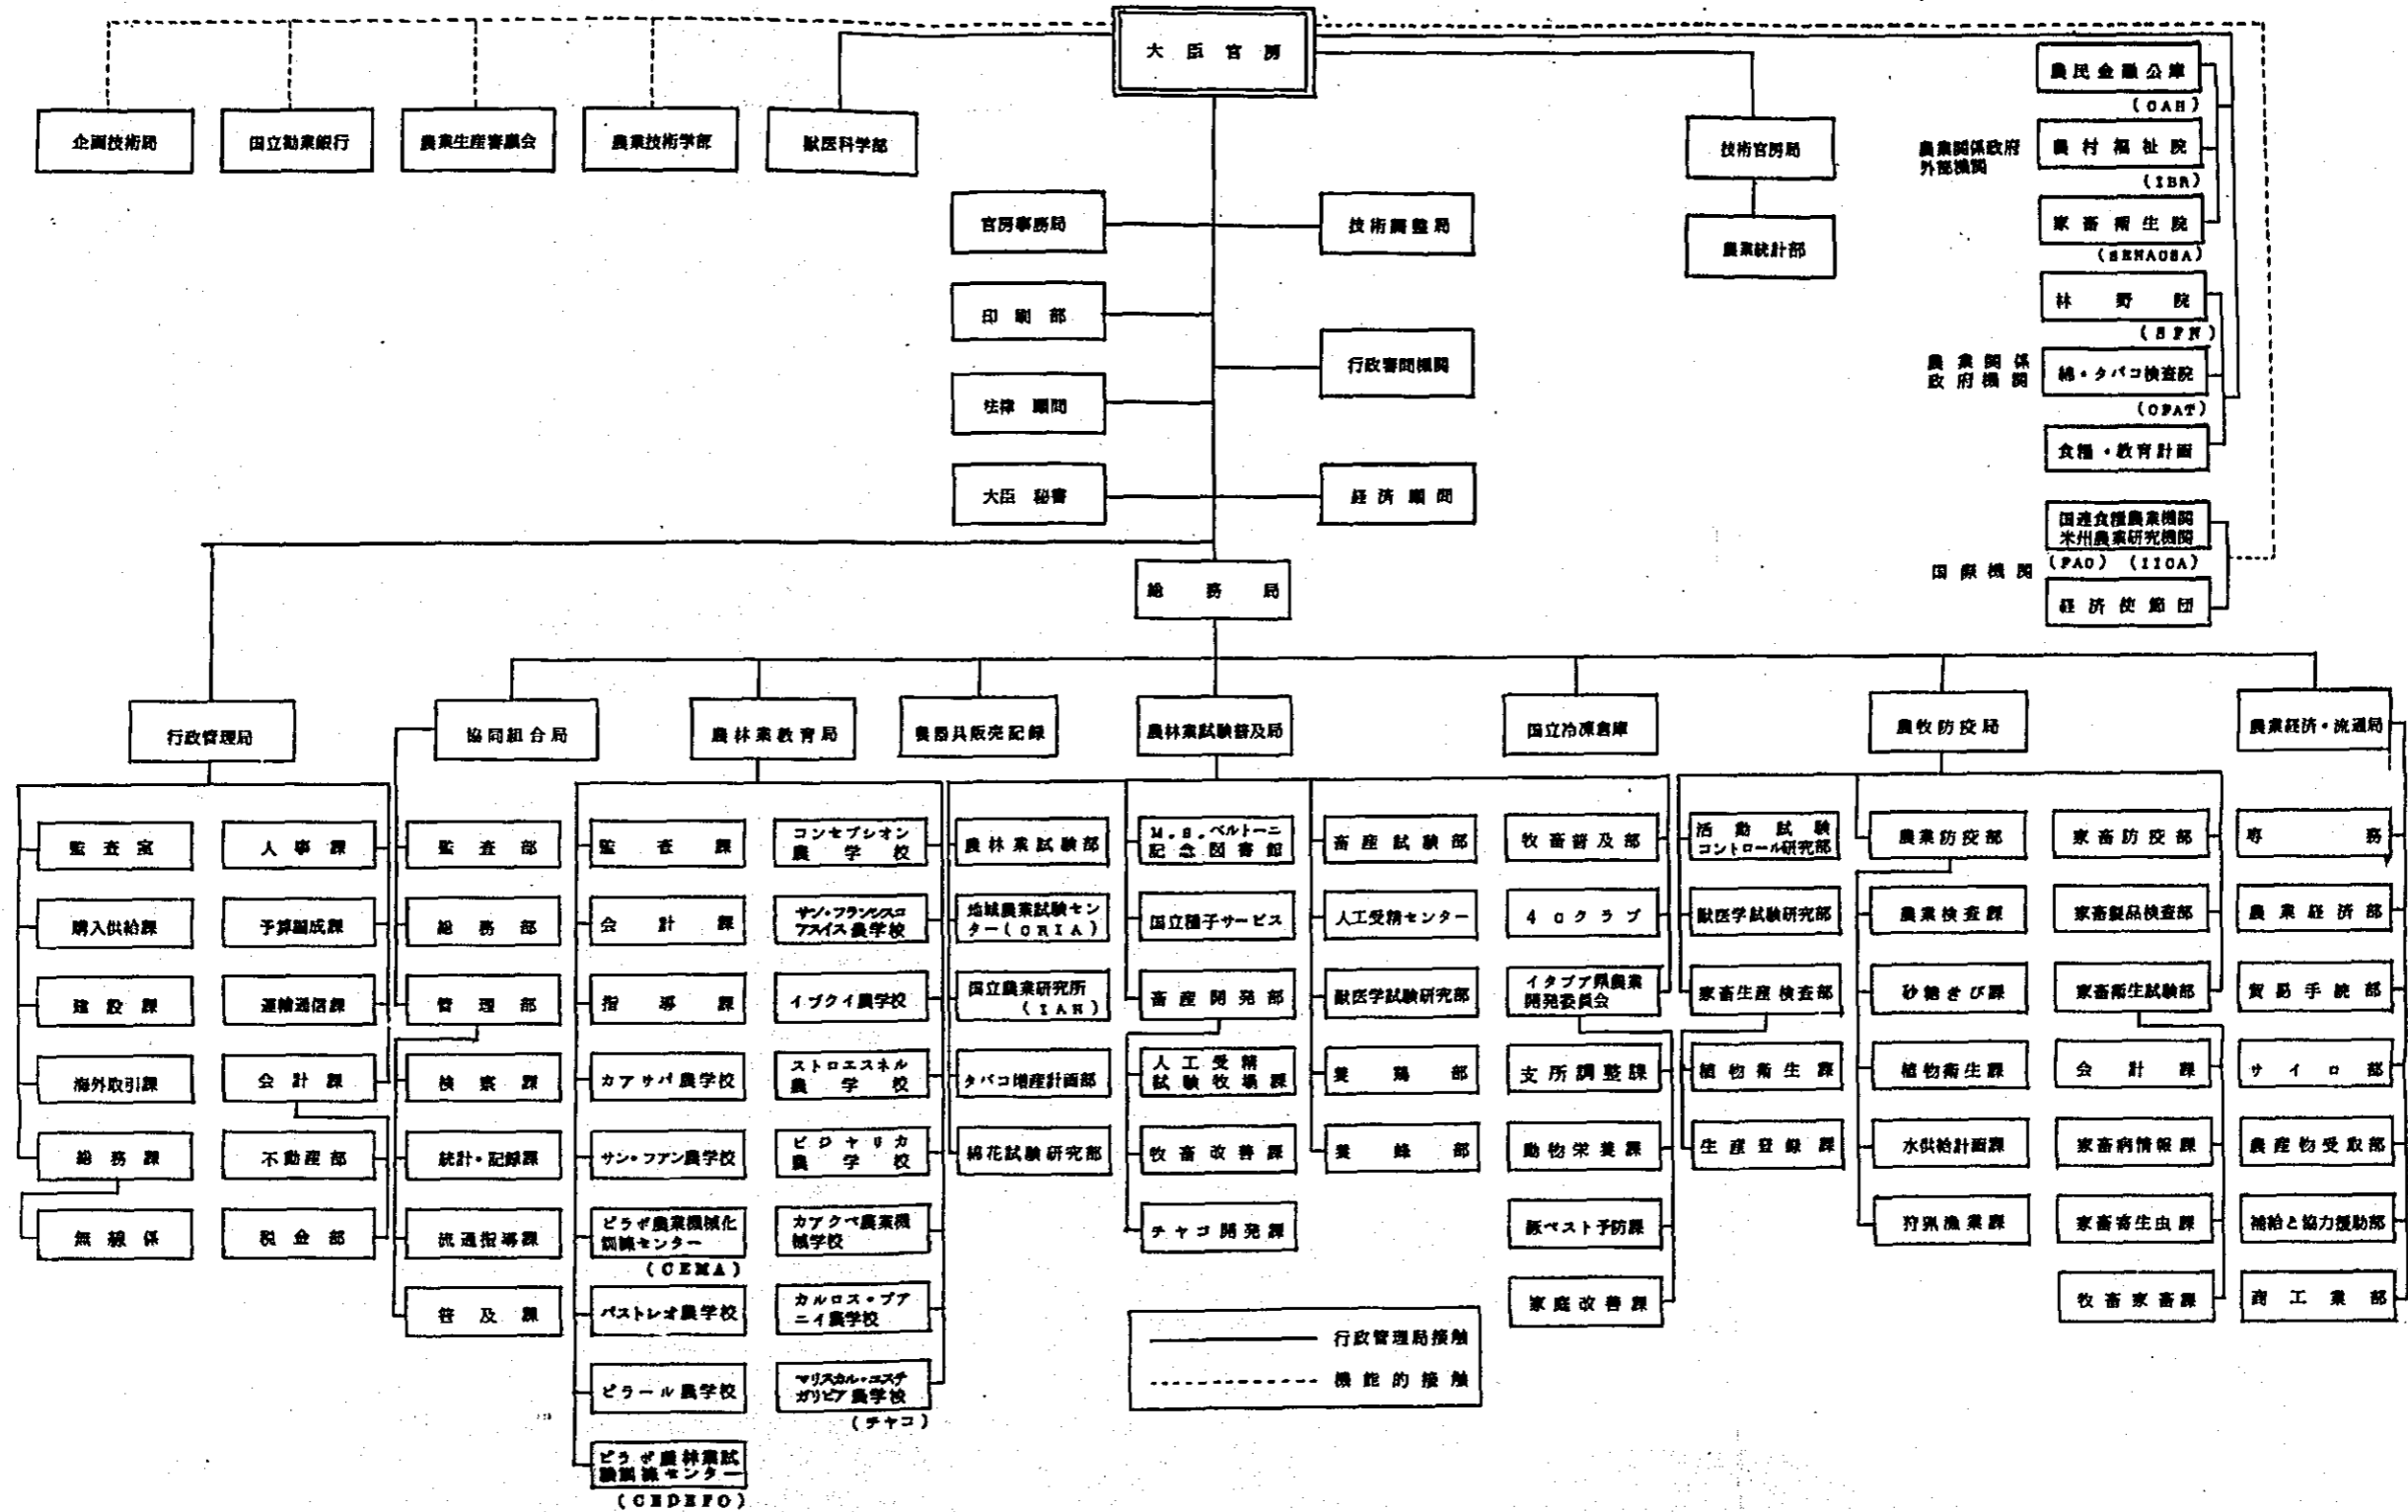 大臣官房
企画技術局
国立勧業銀行
農業生産審議会
農業技術学部
獣医科学部
技術官房局
農業統計部
農業関係政府
外部機関
農民金融公庫
(CAH)
農村福祉院
(IBR)
家畜衛生院
(SENACSA)
農業関係
政府機関
林野院
(SFN)
綿・タバコ検査院
(OFAT)
食糧・教育計画
国際機関
国連食糧農業機関
米州農業研究機関
(FAO) (IICA)
経済使節団
官房事務局
技術調整局
印刷部
行政審問機関
法律顧問
大臣秘書
経済顧問
総務局
行政管理局
協同組合局
農林業教育局
農器具販売記録
農林業試験普及局
国立冷凍倉庫
農牧防疫局
農業経済・流通局
監査室
購入供給課
建設課
海外取引課
総務課
無線係
人事課
予算編成課
運輸通信課
会計課
不動産部
税金部
監査部
総務部
管理部
検察課
統計・記録課
流通指導課
普及課
監査課
会計課
指導課
カアサパ農学校
サン・フアン農学校
ピラポ農業機械化
訓練センター
(CEMA)
パストレオ農学校
ピラール農学校
ピラポ農林業試
験訓練センター
(CEDEFO)
コンセプシオン
農学校
サン・フランシスコ
アスイス農学校
イプクイ農学校
ストロエスネル
農学校
ビジャリカ
農学校
カアクペ農業機
械学校
カルロス・プア
ニイ農学校
マリスカル・エスチ
ガリビア農学校
(チャコ)
農林業試験部
地域農業試験セン
ター(CRIA)
国立農業研究所
(IAN)
タバコ増産計画部
綿花試験研究部
M.S.ベルトーニ
記念図書館
国立種子サービス
畜産開発部
人工受精
試験牧場課
牧畜改善課
チャコ開発課
畜産試験部
人工受精センター
獣医学試験研究部
養鶏部
養蜂部
牧畜普及部
4Cクラブ
イタプア県農業
開発委員会
支所調整課
動物栄養課
豚ペスト予防課
家庭改善課
活動試験
コントロール研究部
獣医学試験研究部
家畜生産検査部
植物衛生課
生産登録課
農業防疫部
農業検査課
砂糖きび課
植物衛生課
水供給計画課
狩猟漁業課
家畜防疫部
家畜製品検査部
家畜衛生試験部
会計課
家畜病情報課
家畜寄生虫課
牧畜家畜課
専務
農業経済部
貿易手続部
サイロ部
農産物受取部
補給と協力援助部
商工業部
行政管理局接触
機能的接触